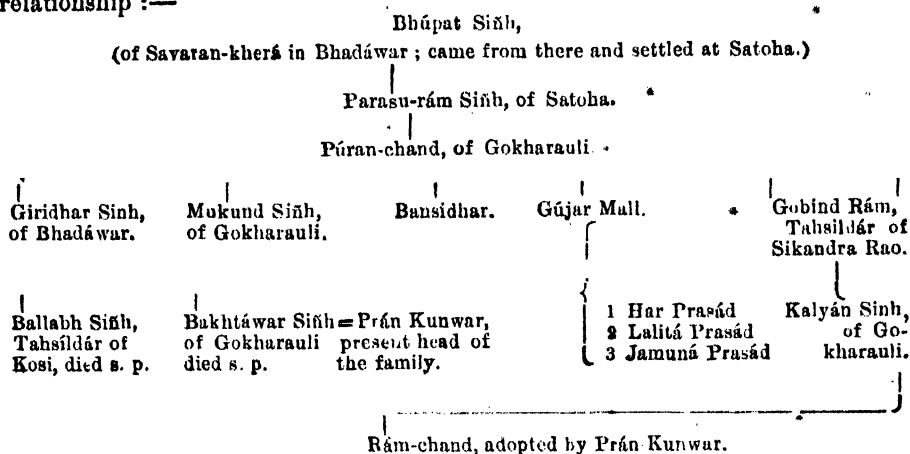 relationship :—
Bhúpat Siñh,
(of Savaran-kherá in Bhadáwar ; came from there and settled at Satoha.)
Parasu-rám Siñh, of Satoha.
Púran-chand, of Gokharauli
Giridhar Sinh, of Bhadáwar.
Mukund Siñh, of Gokharauli.
Bansidhar.
Gújar Mall.
Gobind Rám,
Tahsildár of
Sikandra Rao.
Ballabh Siñh,
Tahsíldár of
Kosi, died s. p.
Bakhtáwar Siñh = Prán Kunwar,
of Gokharauli present head of
died s. p. the family.
1 Har Prasád
2 Lalitá Prasád
3 Jamuná Prasád
Kalyán Sinh,
of Go-
kharauli.
Rám-chand, adopted by Prán Kunwar.